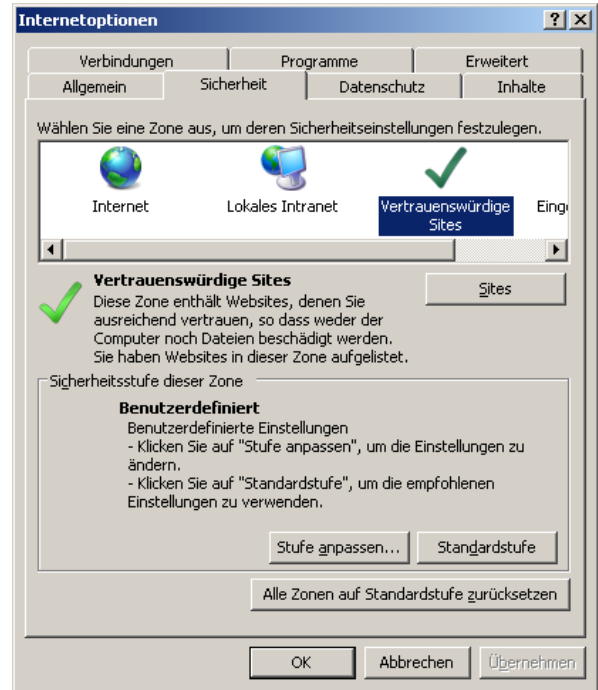 Internetoptionen
Verbindungen Programme Erweitert
Allgemein Sicherheit Datenschutz Inhalte
Wählen Sie eine Zone aus, um deren Sicherheitseinstellungen festzulegen.
Internet Lokales Intranet Vertrauenswürdige
Sites
Vertrauenswürdige Sites
Sites
Diese Zone enthält Websites, denen Sie
ausreichend vertrauen, so dass weder der
Computer noch Dateien beschädigt werden.
Sie haben Websites in dieser Zone aufgelistet.
Sicherheitsstufe dieser Zone
Benutzerdefiniert
Benutzerdefinierte Einstellungen
- Klicken Sie auf "Stufe anpassen", um die Einstellungen zu
ändern.
- Klicken Sie auf "Standardstufe", um die empfohlenen
Einstellungen zu verwenden.
Stufe anpassen... Standardstufe
Alle Zonen auf Standardstufe zurücksetzen
OK Abbrechen Übernehmen